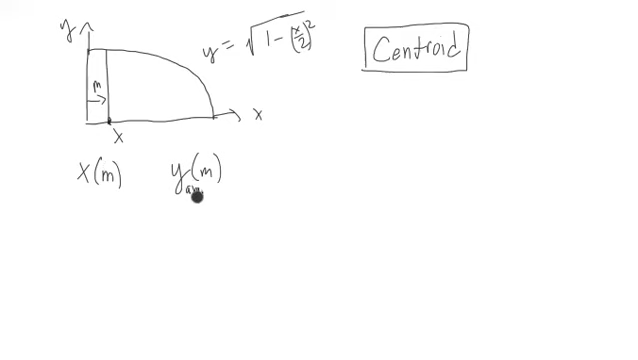 y
y = √(1 - (x/2)²)
Centroid
m
x
x
x(m) y (m)